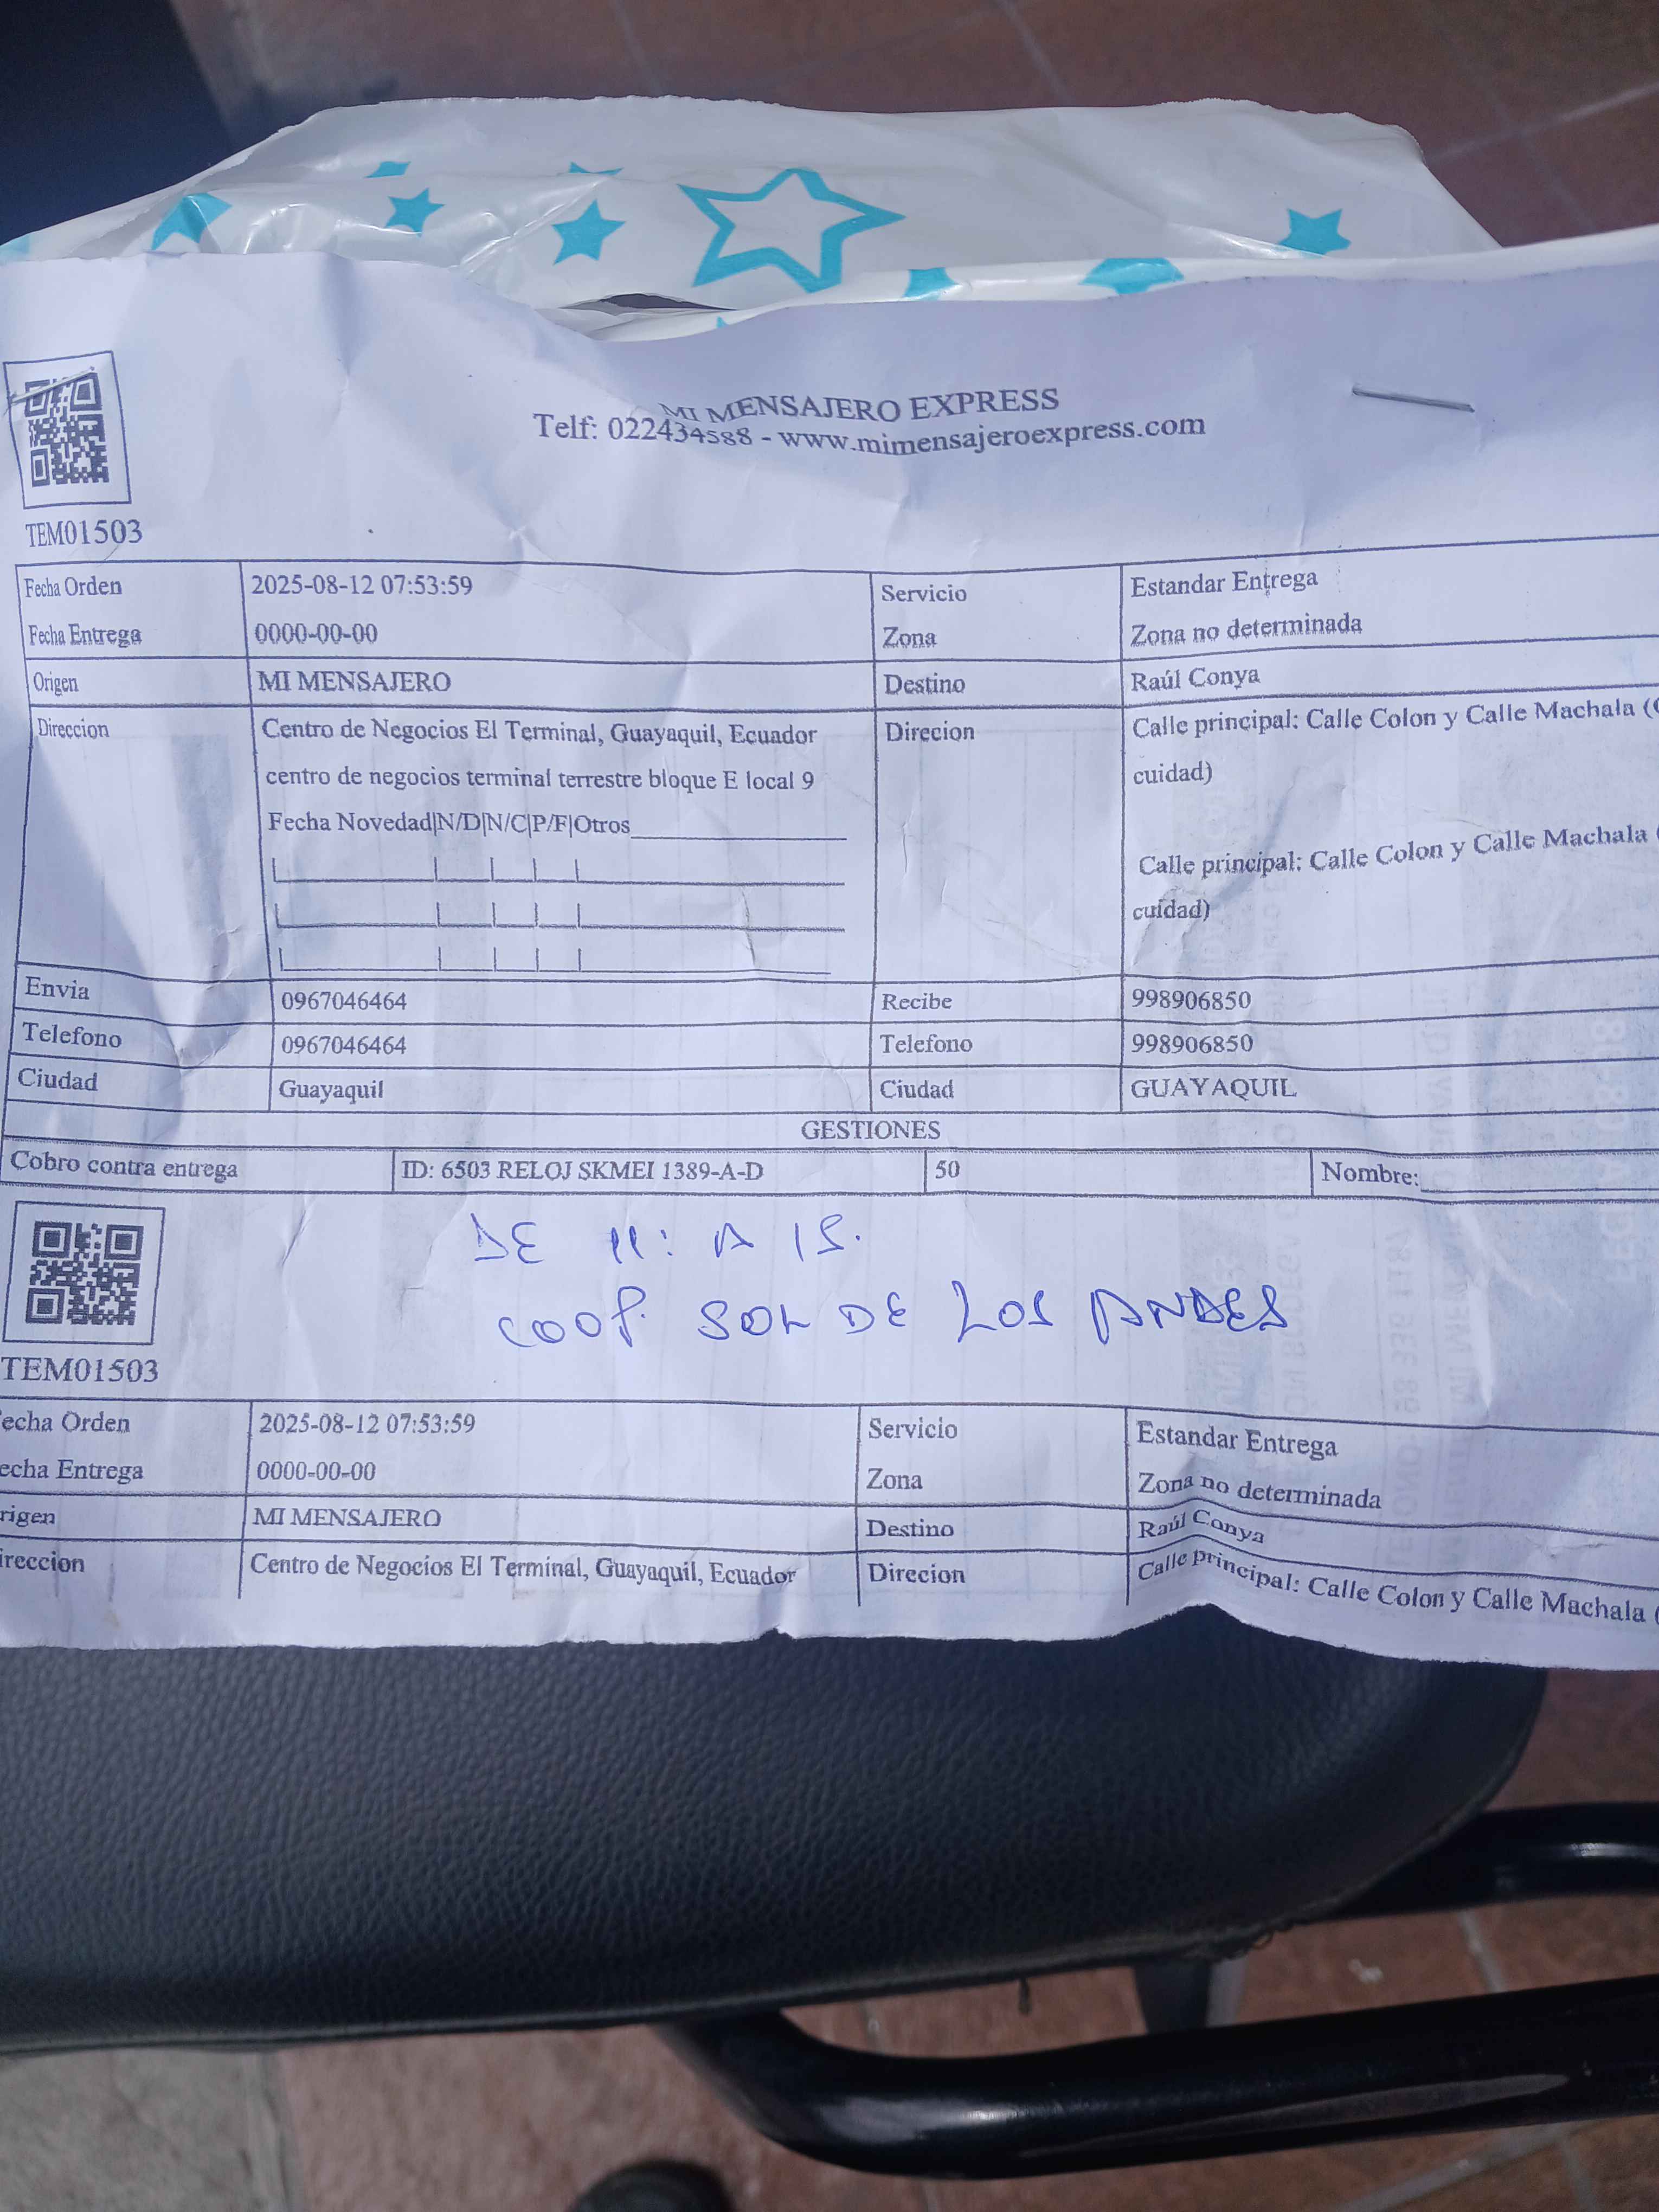 MI MENSAJERO EXPRESS
Telf: 022434588 - www.mimensajeroexpress.com
TEM01503
Fecha Orden 2025-08-12 07:53:59 Servicio Estandar Entrega
Fecha Entrega 0000-00-00 Zona Zona no determinada
Origen MI MENSAJERO Destino Raúl Conya
Direccion Centro de Negocios El Terminal, Guayaquil, Ecuador Direcion Calle principal: Calle Colon y Calle Machala (
centro de negocios terminal terrestre bloque E local 9 cuidad)
Fecha Novedad|N/D|N/C|P/F|Otros
Calle principal: Calle Colon y Calle Machala (
cuidad)
Envia 0967046464 Recibe 998906850
Telefono 0967046464 Telefono 998906850
Ciudad Guayaquil Ciudad GUAYAQUIL
GESTIONES
Cobro contra entrega ID: 6503 RELOJ SKMEI 1389-A-D 50 Nombre:
DE 11: A 15.
COOP. SOL DE LOS ANDES
TEM01503
echa Orden 2025-08-12 07:53:59 Servicio Estandar Entrega
echa Entrega 0000-00-00 Zona Zona no determinada
rigen MI MENSAJERO Destino Raúl Conya
ireccion Centro de Negocios El Terminal, Guayaquil, Ecuador Direcion Calle principal: Calle Colon y Calle Machala (